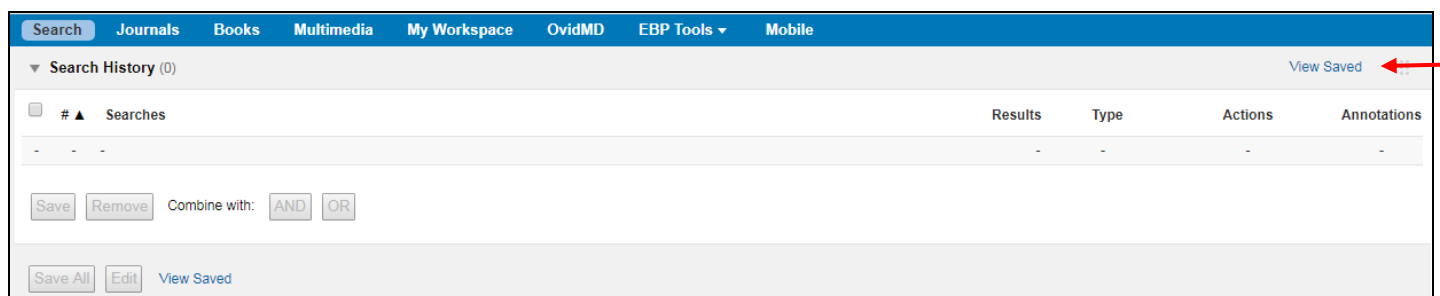 Search Journals Books Multimedia My Workspace OvidMD EBP Tools ▾ Mobile
▼ Search History (0) View Saved
# ▲ Searches Results Type Actions Annotations
- - - - - - -
Save Remove Combine with: AND OR
Save All Edit View Saved